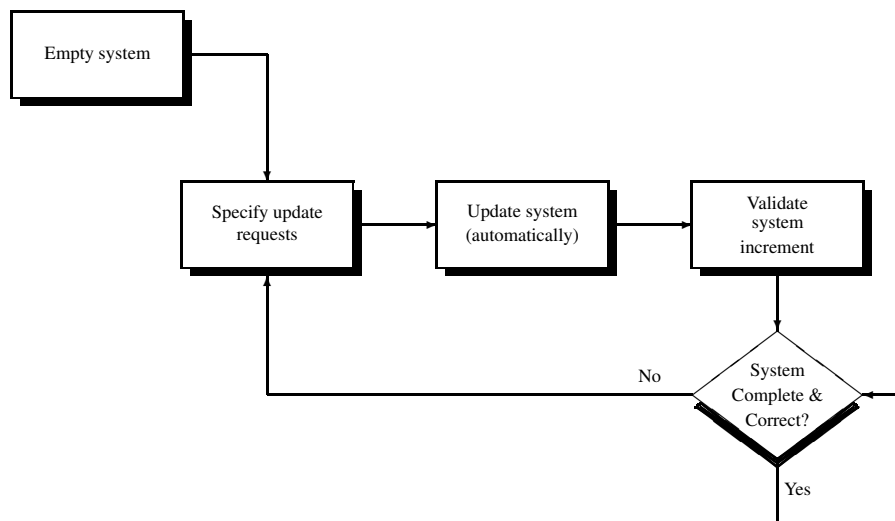 Empty system
Specify update
requests
Update system
(automatically)
Validate
system
increment
System
Complete &
Correct?
No
Yes